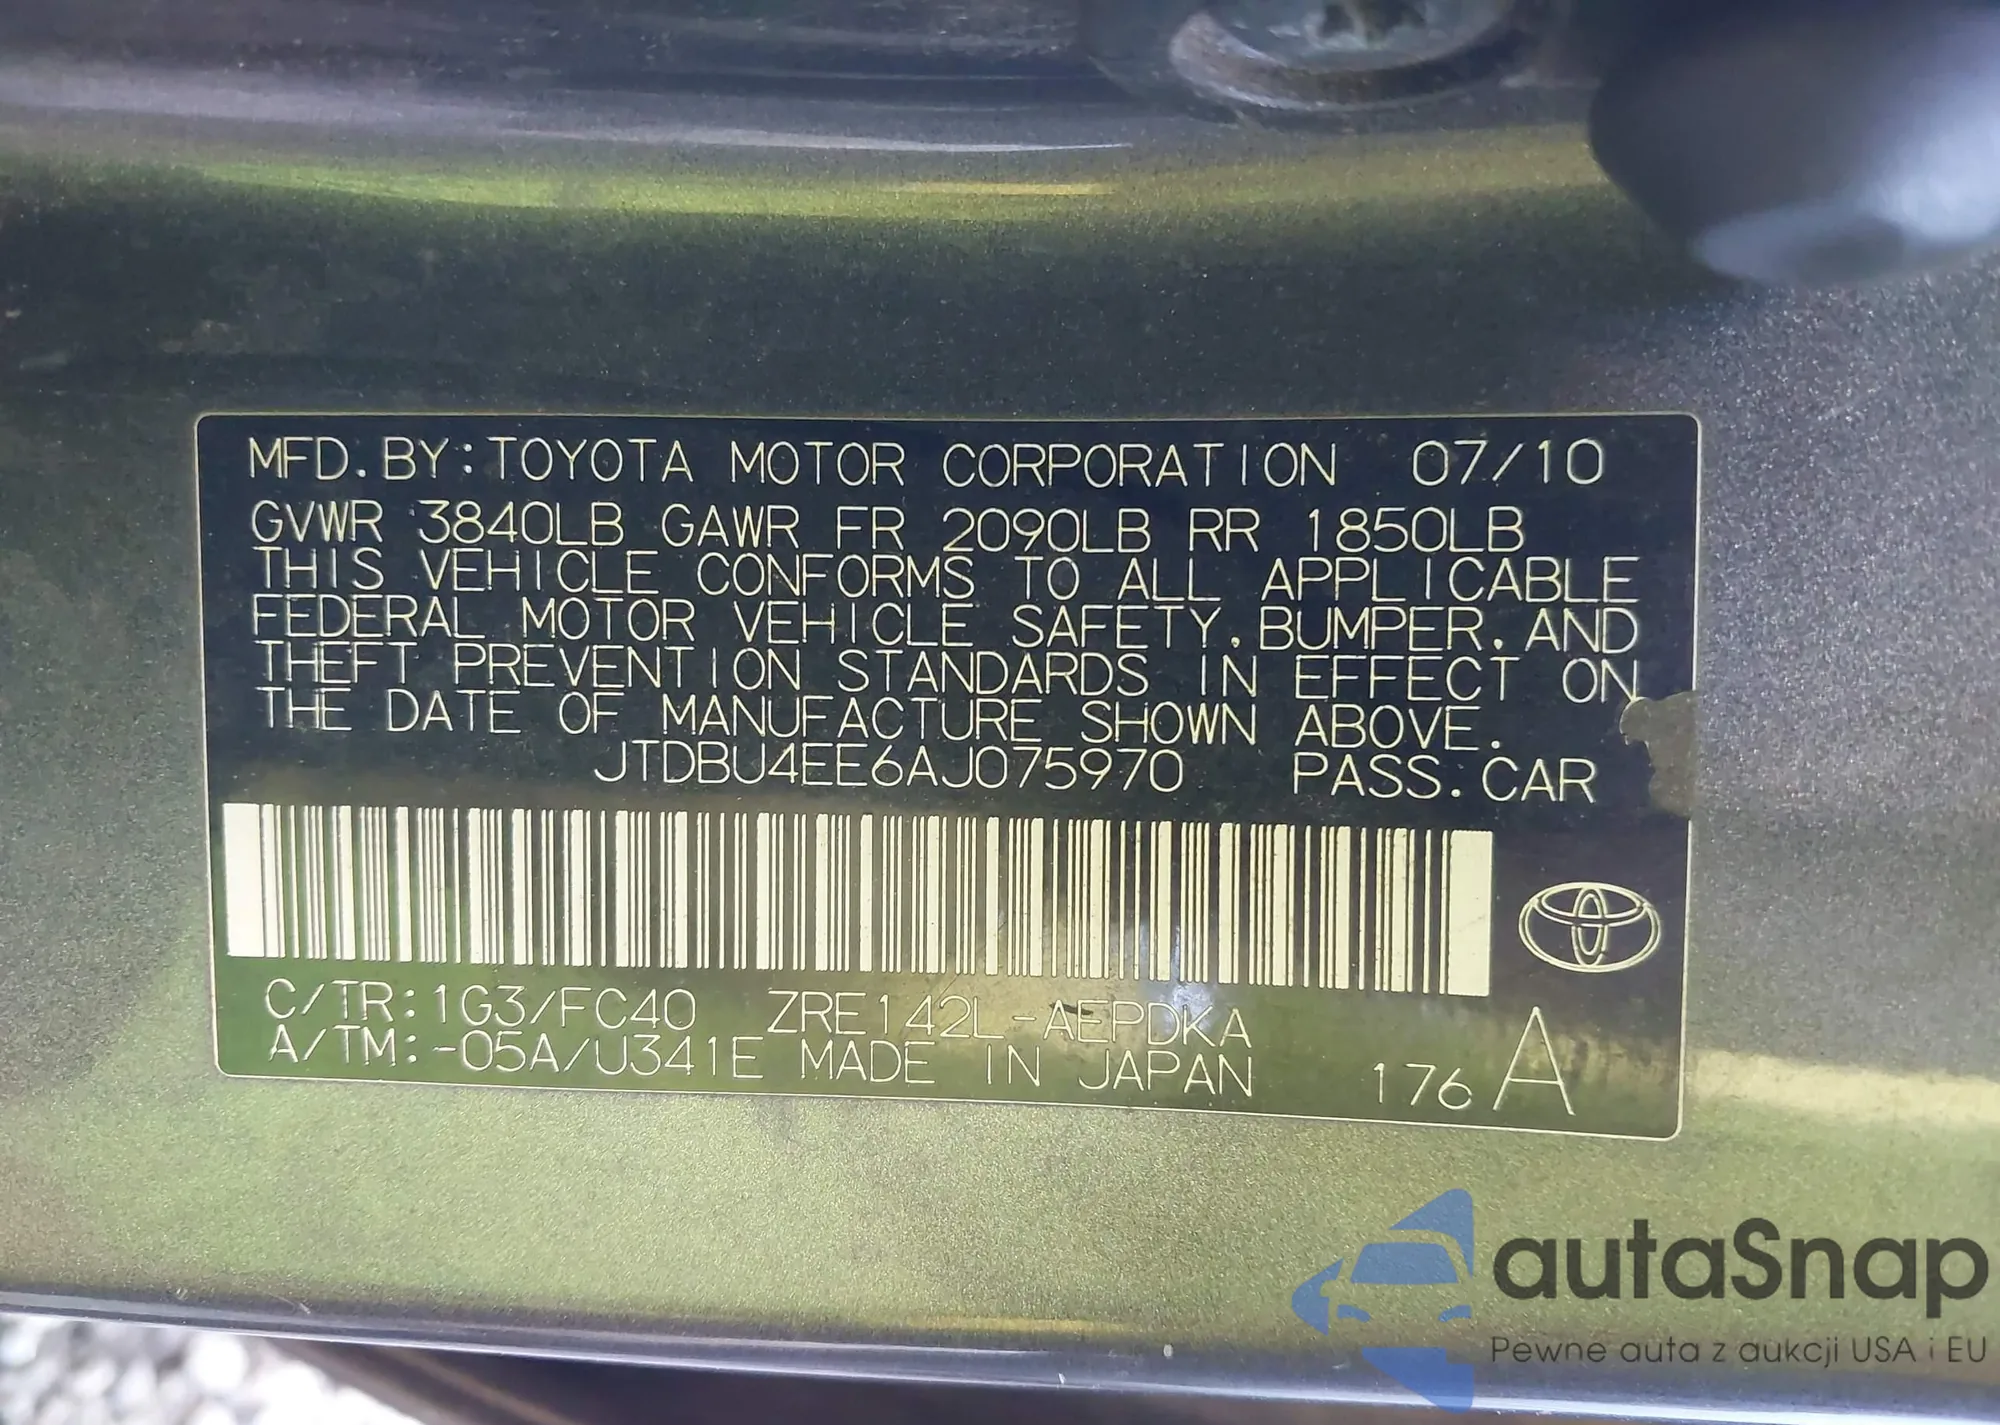 MFD.BY:TOYOTA MOTOR CORPORATION 07/10
GVWR 3840LB GAWR FR 2090LB RR 1850LB
THIS VEHICLE CONFORMS TO ALL APPLICABLE
FEDERAL MOTOR VEHICLE SAFETY, BUMPER, AND
THEFT PREVENTION STANDARDS IN EFFECT ON
THE DATE OF MANUFACTURE SHOWN ABOVE.
JTDBU4EE6AJ075970 PASS.CAR
C/TR:1G3/FC40 ZRE142L-AEPDKA
A/TM:-05A/U341E MADE IN JAPAN 176 A
autaSnap
Pewne auta z aukcji USA i EU